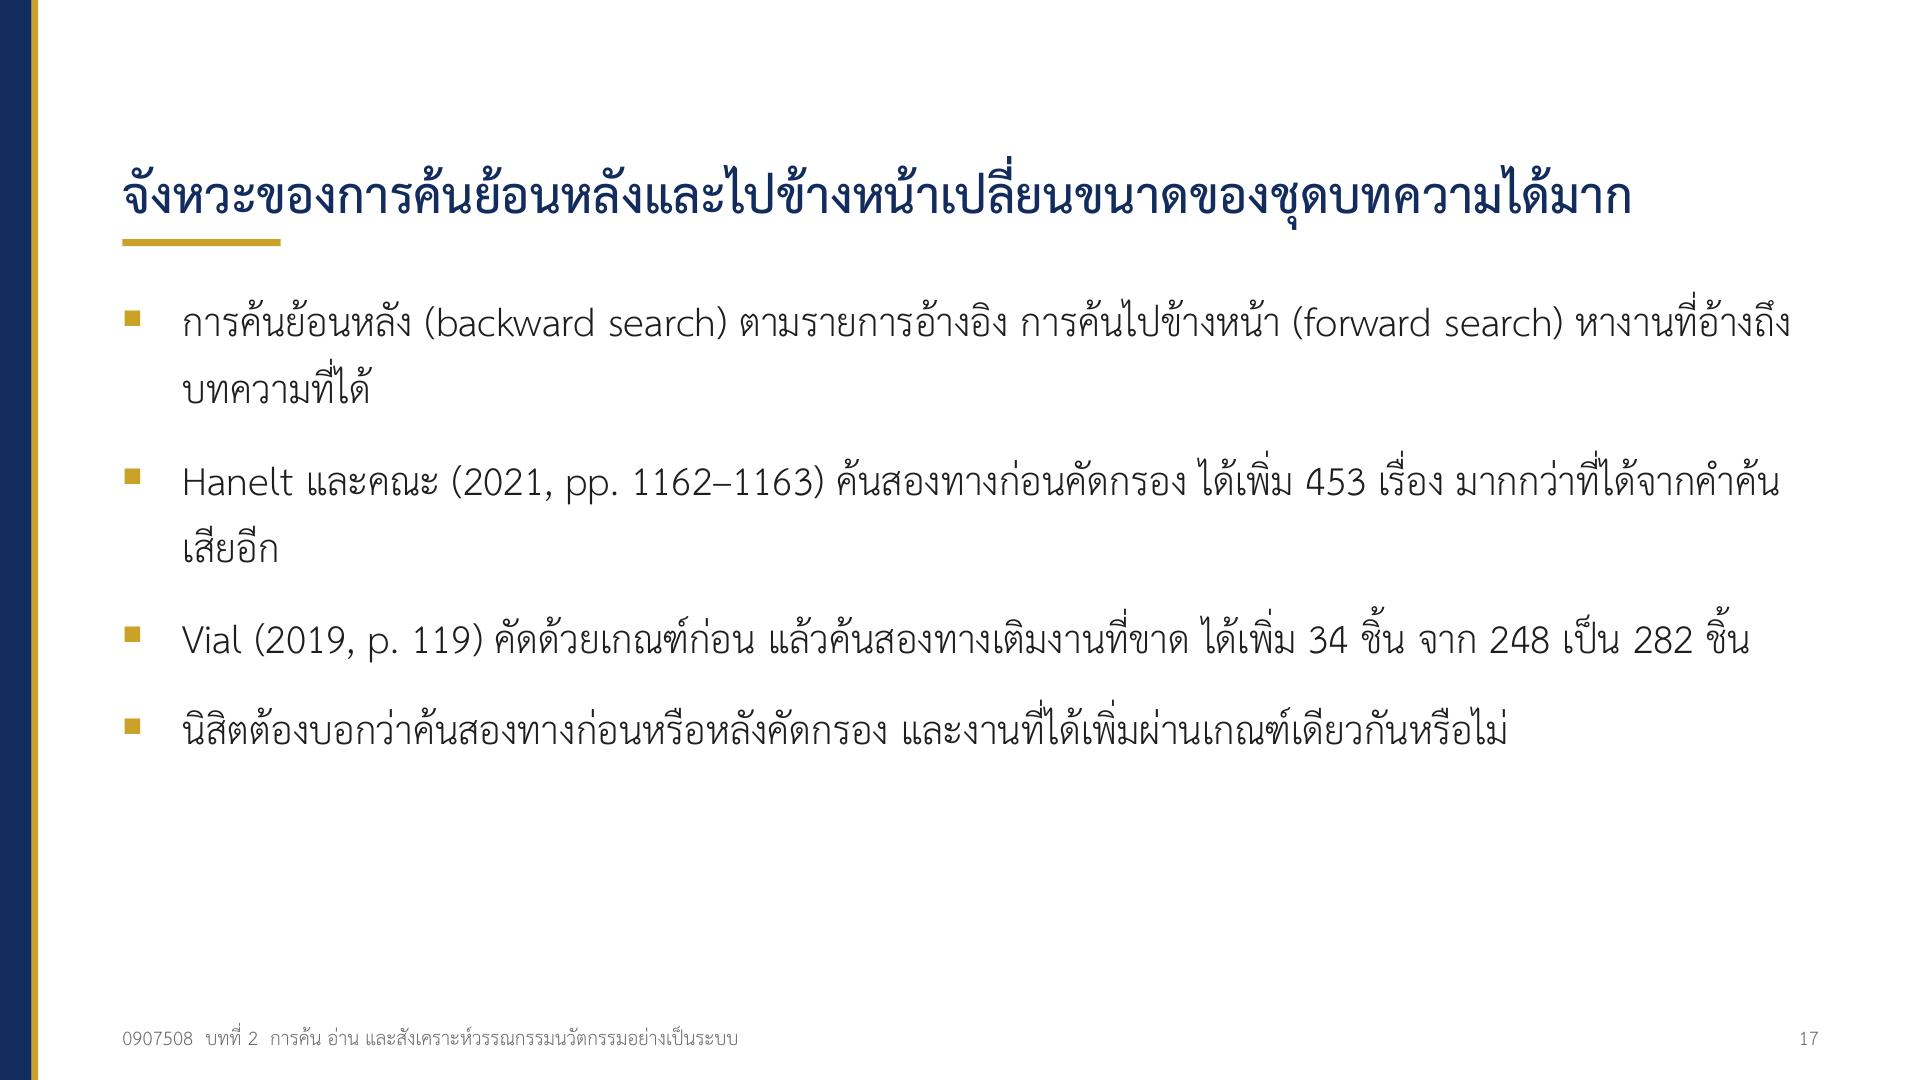 จังหวะของการค้นย้อนหลังและไปข้างหน้าเปลี่ยนขนาดของชุดบทความได้มาก
▪ การค้นย้อนหลัง (backward search) ตามรายการอ้างอิง การค้นไปข้างหน้า (forward search) หางานที่อ้างถึง
บทความที่ได้
▪ Hanelt และคณะ (2021, pp. 1162–1163) ค้นสองทางก่อนคัดกรอง ได้เพิ่ม 453 เรื่อง มากกว่าที่ได้จากคำค้น
เสียอีก
▪ Vial (2019, p. 119) คัดด้วยเกณฑ์ก่อน แล้วค้นสองทางเติมงานที่ขาด ได้เพิ่ม 34 ชิ้น จาก 248 เป็น 282 ชิ้น
▪ นิสิตต้องบอกว่าค้นสองทางก่อนหรือหลังคัดกรอง และงานที่ได้เพิ่มผ่านเกณฑ์เดียวกันหรือไม่
0907508 บทที่ 2 การค้น อ่าน และสังเคราะห์วรรณกรรมนวัตกรรมอย่างเป็นระบบ
17